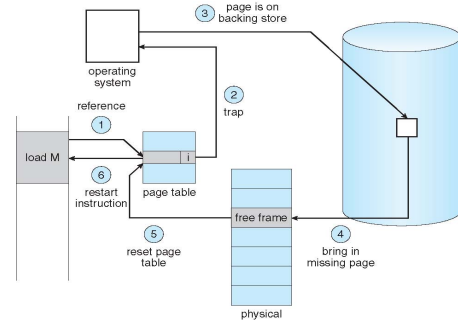 3
page is on
backing store
operating
system
reference
2
trap
1
load M
i
6
page table
restart
instruction
free frame
5
reset page
table
4
bring in
missing page
physical